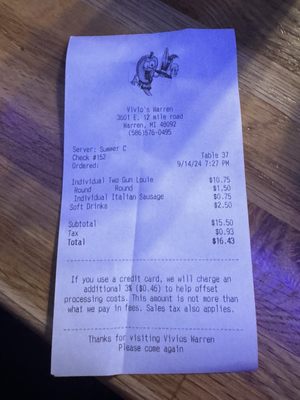 Vivio's Warren
3601 E. 12 mile road
Warren, MI 48092
(586)576-0495
Server: Summer C
Check #152 Table 37
Ordered: 9/14/24 7:27 PM
Individual Two Gun Louie $10.75
Round Round $1.50
Individual Italian Sausage $0.75
Soft Drinks $2.50
Subtotal $15.50
Tax $0.93
Total $16.43
If you use a credit card, we will charge an
additional 3% ($0.46) to help offset
processing costs. This amount is not more than
what we pay in fees. Sales tax also applies.
Thanks for visiting Vivios Warren
Please come again